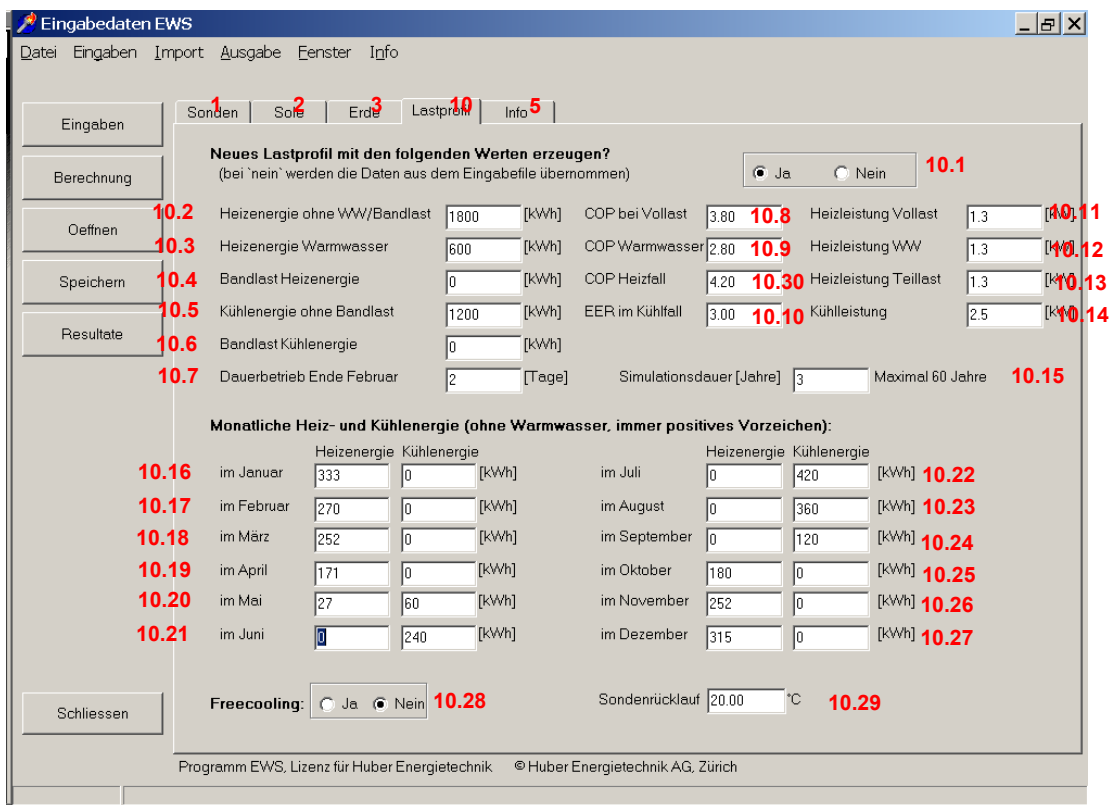 Eingabedaten EWS
Datei Eingaben Import Ausgabe Fenster Info
Sonden 1 Sole 2 Erde 3 Lastprofil 10 Info 5
Eingaben
Neues Lastprofil mit den folgenden Werten erzeugen?
(bei `nein` werden die Daten aus dem Eingabefile übernommen)
Ja Nein 10.1
Berechnung
10.2 Heizenergie ohne WW/Bandlast 1800 [kWh] COP bei Vollast 3.80 10.8 Heizleistung Vollast 1.3 [kW] 10.11
Oeffnen
10.3 Heizenergie Warmwasser 600 [kWh] COP Warmwasser 2.80 10.9 Heizleistung WW 1.3 [kW] 10.12
Speichern
10.4 Bandlast Heizenergie 0 [kWh] COP Heizfall 4.20 10.30 Heizleistung Teillast 1.3 [kW] 10.13
10.5 Kühlenergie ohne Bandlast 1200 [kWh] EER im Kühlfall 3.00 10.10 Kühlleistung 2.5 [kW] 10.14
Resultate
10.6 Bandlast Kühlenergie 0 [kWh]
10.7 Dauerbetrieb Ende Februar 2 [Tage] Simulationsdauer [Jahre] 3 Maximal 60 Jahre 10.15
Monatliche Heiz- und Kühlenergie (ohne Warmwasser, immer positives Vorzeichen):
Heizenergie Kühlenergie Heizenergie Kühlenergie
10.16 im Januar 333 0 [kWh] im Juli 0 420 [kWh] 10.22
10.17 im Februar 270 0 [kWh] im August 0 360 [kWh] 10.23
10.18 im März 252 0 [kWh] im September 0 120 [kWh] 10.24
10.19 im April 171 0 [kWh] im Oktober 180 0 [kWh] 10.25
10.20 im Mai 27 60 [kWh] im November 252 0 [kWh] 10.26
10.21 im Juni 0 240 [kWh] im Dezember 315 0 [kWh] 10.27
Freecooling: Ja Nein 10.28 Sondenrücklauf 20.00 °C 10.29
Schliessen
Programm EWS, Lizenz für Huber Energietechnik © Huber Energietechnik AG, Zürich